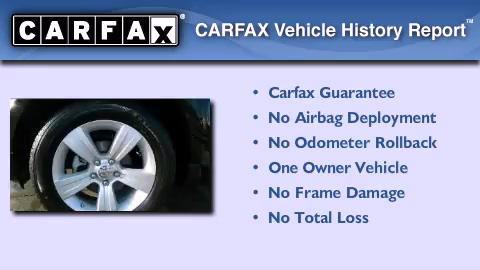 CARFAX® CARFAX Vehicle History Report™
• Carfax Guarantee
• No Airbag Deployment
• No Odometer Rollback
• One Owner Vehicle
• No Frame Damage
• No Total Loss